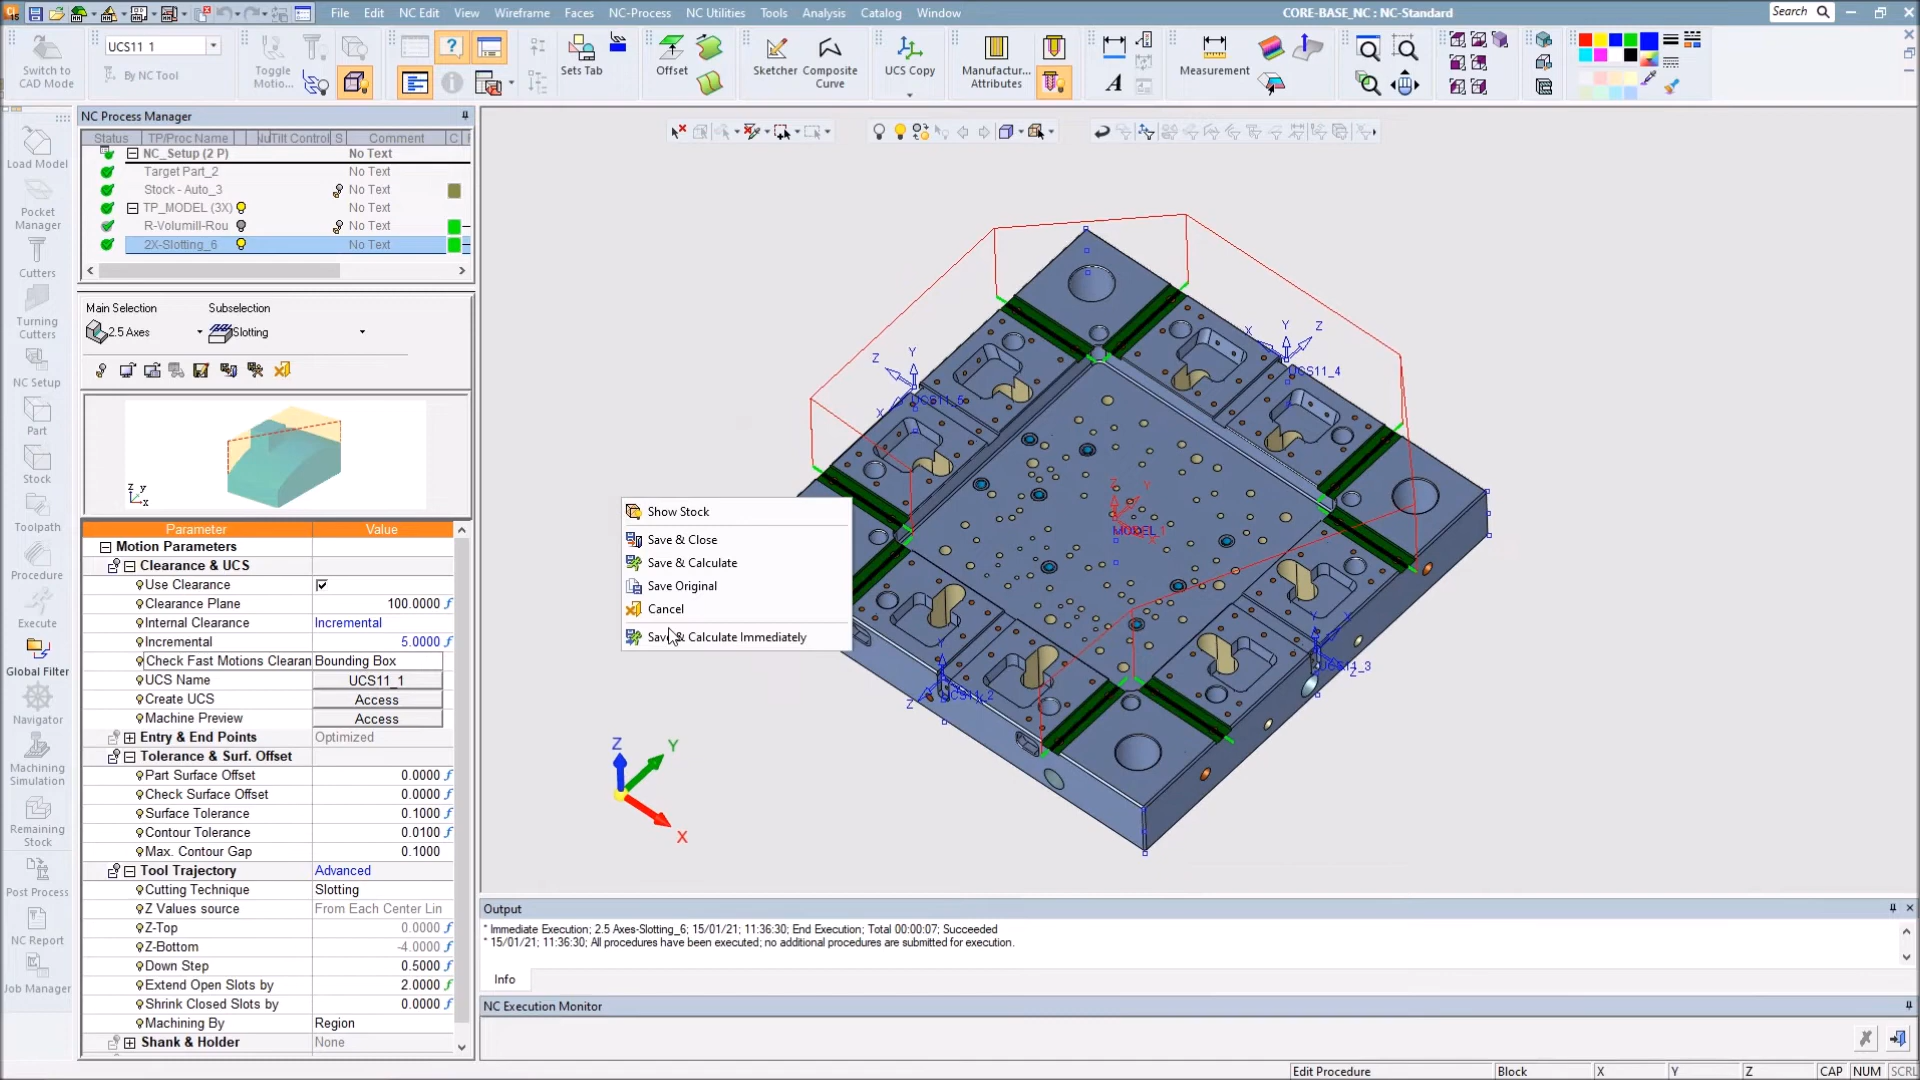 File Edit NC Edit View Wireframe Faces NC-Process NC Utilities Tools Analysis Catalog Window
CORE-BASE_NC : NC-Standard
Search
Switch to
CAD Mode
UCS11 1
By NC Tool
Toggle
Motio...
Sets Tab
Offset
Sketcher
Composite
Curve
UCS Copy
Manufactur...
Attributes
A
Measurement
Load Model
Pocket
Manager
Cutters
Turning
Cutters
NC Setup
Part
Stock
Toolpath
Procedure
Execute
Global Filter
Navigator
Machining
Simulation
Remaining
Stock
Post Process
NC Report
Job Manager
NC Process Manager
Status TP/Proc Name Tilt Control S Comment C
NC_Setup (2 P) No Text
Target Part_2 No Text
Stock - Auto_3 No Text
TP_MODEL (3X) No Text
R-Volumill-Rou No Text
2X-Slotting_6 No Text
Main Selection Subselection
2.5 Axes Slotting
Z Y
X
Parameter Value
Motion Parameters
Clearance & UCS
Use Clearance
Clearance Plane 100.0000 f
Internal Clearance Incremental
Incremental 5.0000 f
Check Fast Motions Clearan Bounding Box
UCS Name UCS11_1
Create UCS Access
Machine Preview Access
Entry & End Points Optimized
Tolerance & Surf. Offset
Part Surface Offset 0.0000 f
Check Surface Offset 0.0000 f
Surface Tolerance 0.1000 f
Contour Tolerance 0.0100 f
Max. Contour Gap 0.1000
Tool Trajectory Advanced
Cutting Technique Slotting
Z Values source From Each Center Lin
Z-Top 0.0000 f
Z-Bottom -4.0000 f
Down Step 0.5000 f
Extend Open Slots by 2.0000 f
Shrink Closed Slots by 0.0000 f
Machining By Region
Shank & Holder None
Show Stock
Save & Close
Save & Calculate
Save Original
Cancel
Save & Calculate Immediately
X Y Z
UCS11_4
Z Y
X
UCS11_5
Z Y
MODEL_1
X
UCS11_3
Z
UCS11_2
Z
Z Y
X
Output
* Immediate Execution; 2.5 Axes-Slotting_6; 15/01/21; 11:36:30; End Execution; Total 00:00:07; Succeeded
* 15/01/21; 11:36:30; All procedures have been executed; no additional procedures are submitted for execution.
Info
NC Execution Monitor
Edit Procedure Block X Y Z CAP NUM SCRL